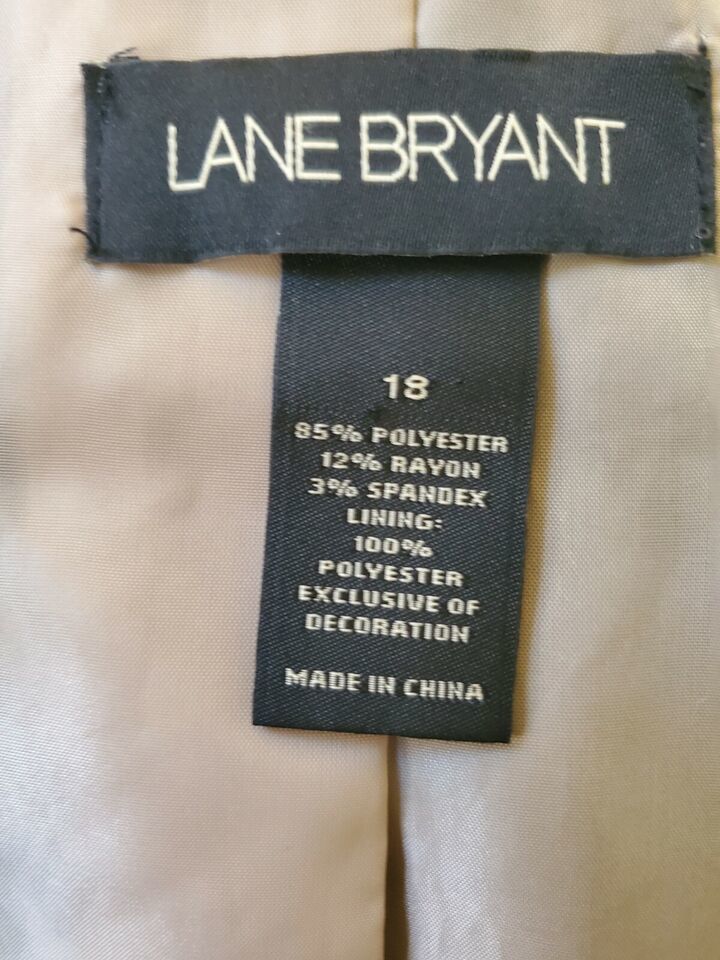 LANE BRYANT
18
85% POLYESTER
12% RAYON
3% SPANDEX
LINING:
100%
POLYESTER
EXCLUSIVE OF
DECORATION
MADE IN CHINA